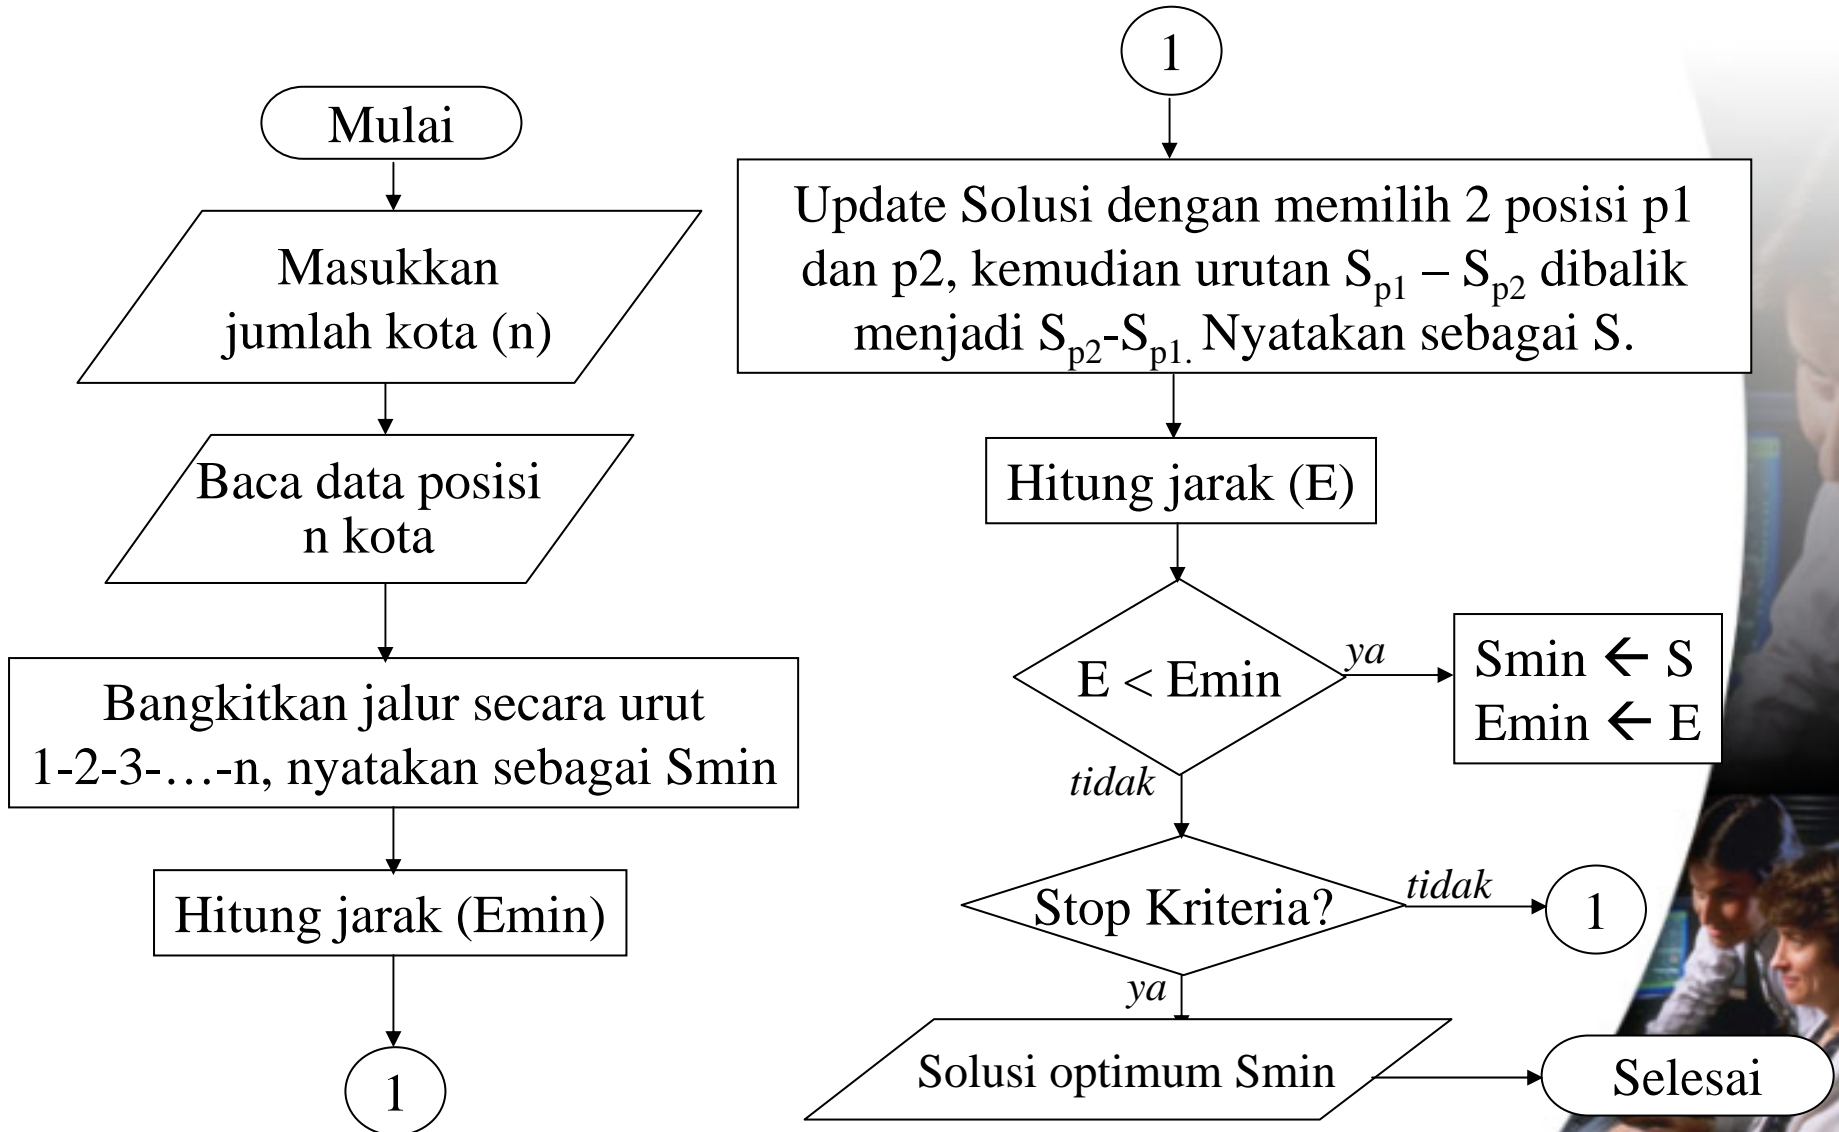 Mulai
Masukkan
jumlah kota (n)
Baca data posisi
n kota
Bangkitkan jalur secara urut
1-2-3-…-n, nyatakan sebagai Smin
Hitung jarak (Emin)
1
1
Update Solusi dengan memilih 2 posisi p1
dan p2, kemudian urutan Sp1 – Sp2 dibalik
menjadi Sp2-Sp1. Nyatakan sebagai S.
Hitung jarak (E)
E < Emin
ya
Smin ← S
Emin ← E
tidak
Stop Kriteria?
tidak
1
ya
Solusi optimum Smin
Selesai